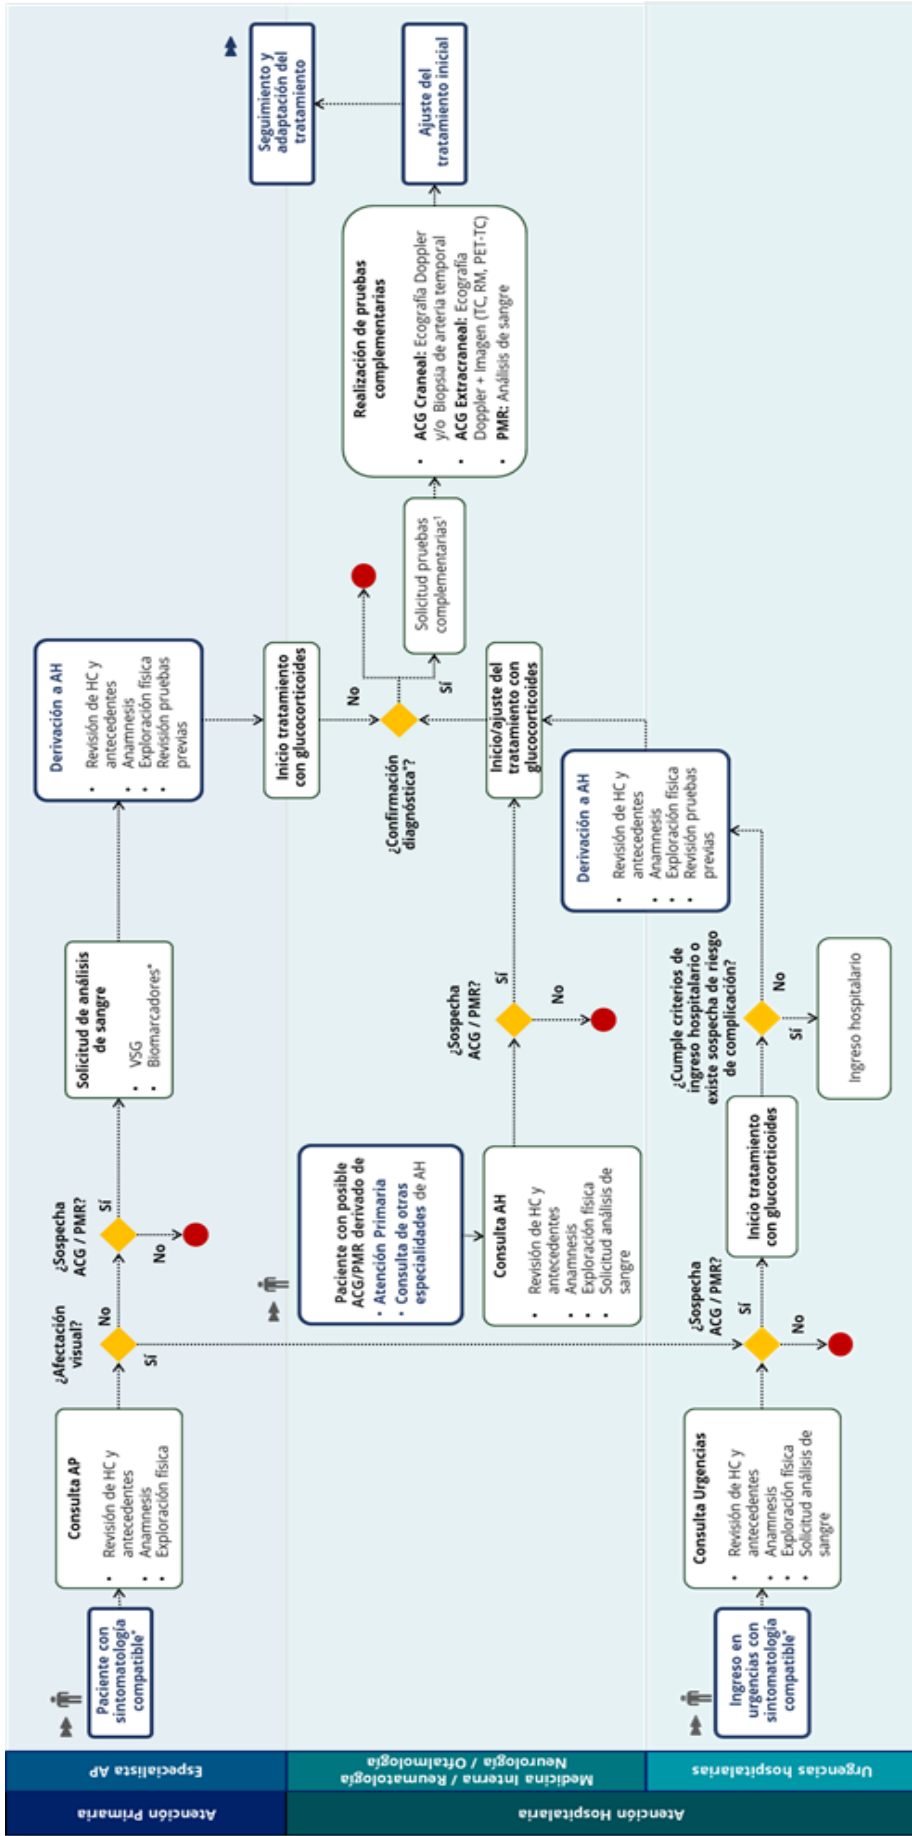 Atención Primaria
Especialista AP
Paciente con
sintomatología
compatible*
Consulta AP
• Revisión de HC y
antecedentes
• Anamnesis
• Exploración física
¿Afectación
visual?
No
Sí
¿Sospecha
ACG / PMR?
Sí
No
Solicitud de análisis
de sangre
• VSG
• Biomarcadores*
Derivación a AH
• Revisión de HC y
antecedentes
• Anamnesis
• Exploración física
• Revisión pruebas
previas
Seguimiento y
adaptación del
tratamiento
Atención Hospitalaria
Medicina Interna / Reumatología
Neurología / Oftalmología
Paciente con posible
ACG/PMR derivado de
• Atención Primaria
• Consulta de otras
especialidades de AH
Consulta AH
• Revisión de HC y
antecedentes
• Anamnesis
• Exploración física
• Solicitud análisis de
sangre
¿Sospecha
ACG / PMR?
Sí
No
Inicio tratamiento
con glucocorticoides
Inicio/ajuste del
tratamiento con
glucocorticoides
¿Confirmación
diagnóstica*?
No
Sí
Solicitud pruebas
complementarias¹
Realización de pruebas
complementarias
• ACG Craneal: Ecografía Doppler
y/o Biopsia de arteria temporal
• ACG Extracraneal: Ecografía
Doppler + Imagen (TC, RM, PET-TC)
• PMR: Análisis de sangre
Ajuste del
tratamiento inicial
Urgencias hospitalarias
Ingreso en
urgencias con
sintomatología
compatible*
Consulta Urgencias
• Revisión de HC y
antecedentes
• Anamnesis
• Exploración física
• Solicitud análisis de
sangre
¿Sospecha
ACG / PMR?
Sí
No
Inicio tratamiento
con glucocorticoides
¿Cumple criterios de
ingreso hospitalario o
existe sospecha de riesgo
de complicación?
No
Sí
Ingreso hospitalario
Derivación a AH
• Revisión de HC y
antecedentes
• Anamnesis
• Exploración física
• Revisión pruebas
previas